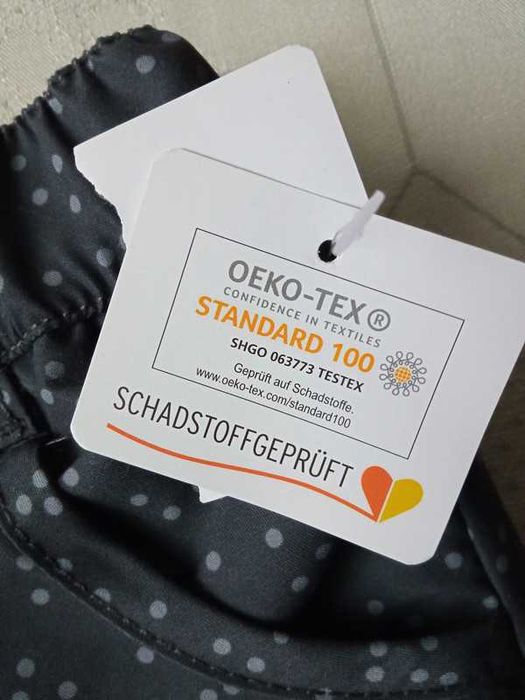 OEKO-TEX®
CONFIDENCE IN TEXTILES
STANDARD 100
SHGO 063773 TESTEX
Geprüft auf Schadstoffe.
www.oeko-tex.com/standard100
SCHADSTOFFGEPRÜFT